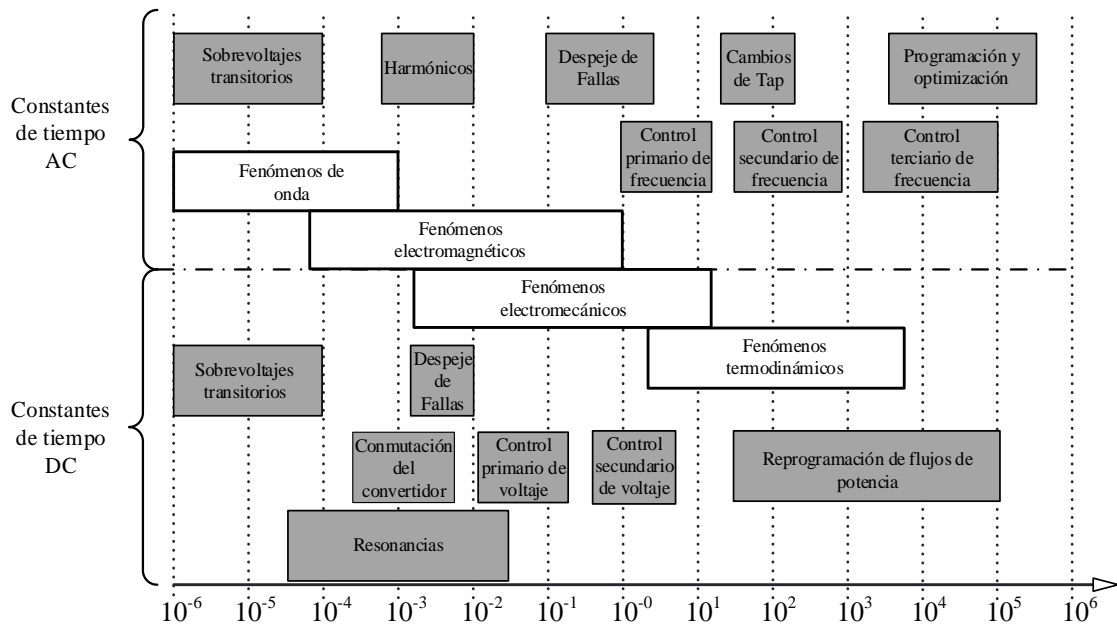 Constantes
de tiempo
AC
Sobrevoltajes
transitorios
Harmónicos
Despeje de
Fallas
Cambios
de Tap
Programación y
optimización
Control
primario de
frecuencia
Control
secundario de
frecuencia
Control
terciario de
frecuencia
Fenómenos de
onda
Fenómenos
electromagnéticos
Fenómenos
electromecánicos
Fenómenos
termodinámicos
Constantes
de tiempo
DC
Sobrevoltajes
transitorios
Despeje
de
Fallas
Conmutación
del
convertidor
Control
primario de
voltaje
Control
secundario
de voltaje
Reprogramación de flujos de
potencia
Resonancias
10⁻⁶ 10⁻⁵ 10⁻⁴ 10⁻³ 10⁻² 10⁻¹ 10⁻⁰ 10¹ 10² 10³ 10⁴ 10⁵ 10⁶